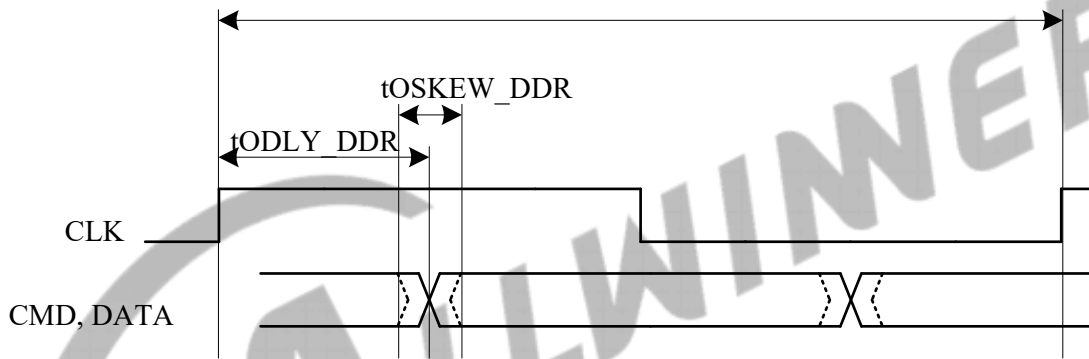 tOSKEW_DDR
tODLY_DDR
CLK
CMD, DATA
ALLWINNER